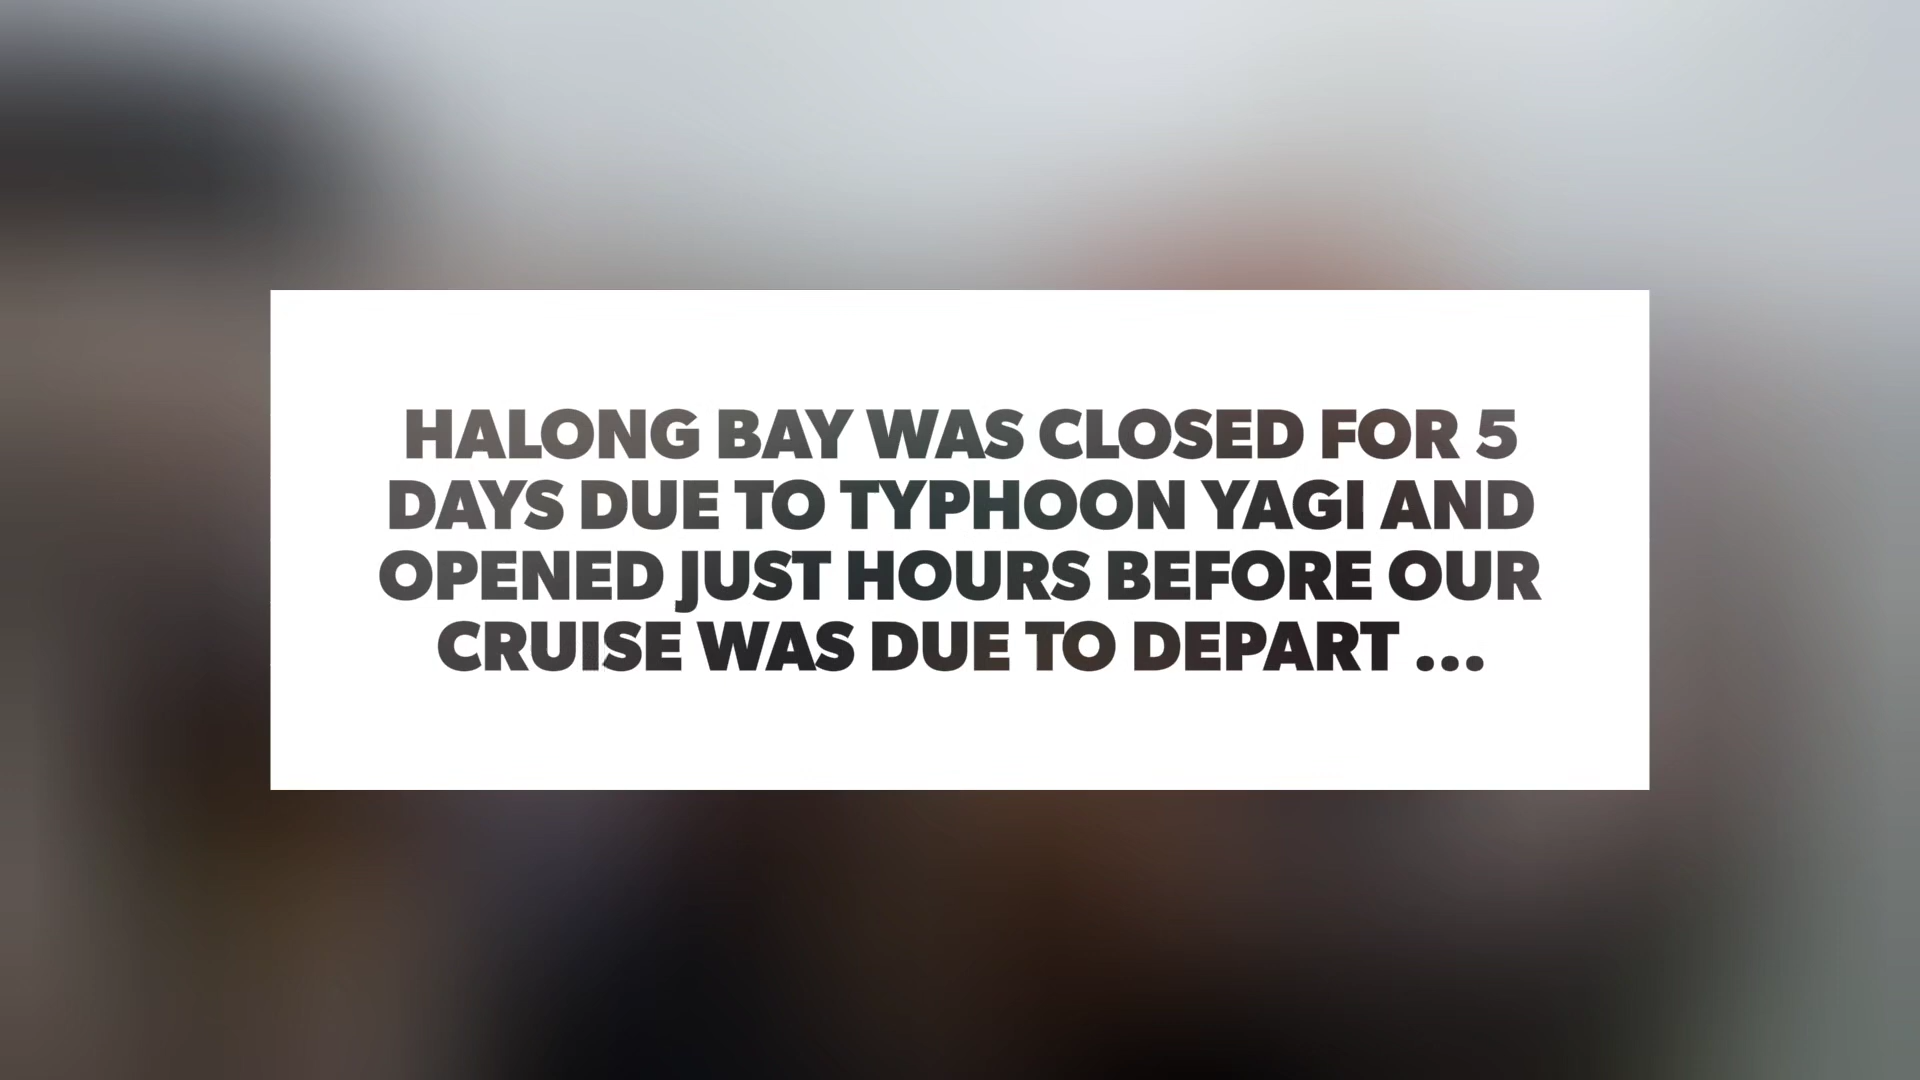 HALONG BAY WAS CLOSED FOR 5
DAYS DUE TO TYPHOON YAGI AND
OPENED JUST HOURS BEFORE OUR
CRUISE WAS DUE TO DEPART ...